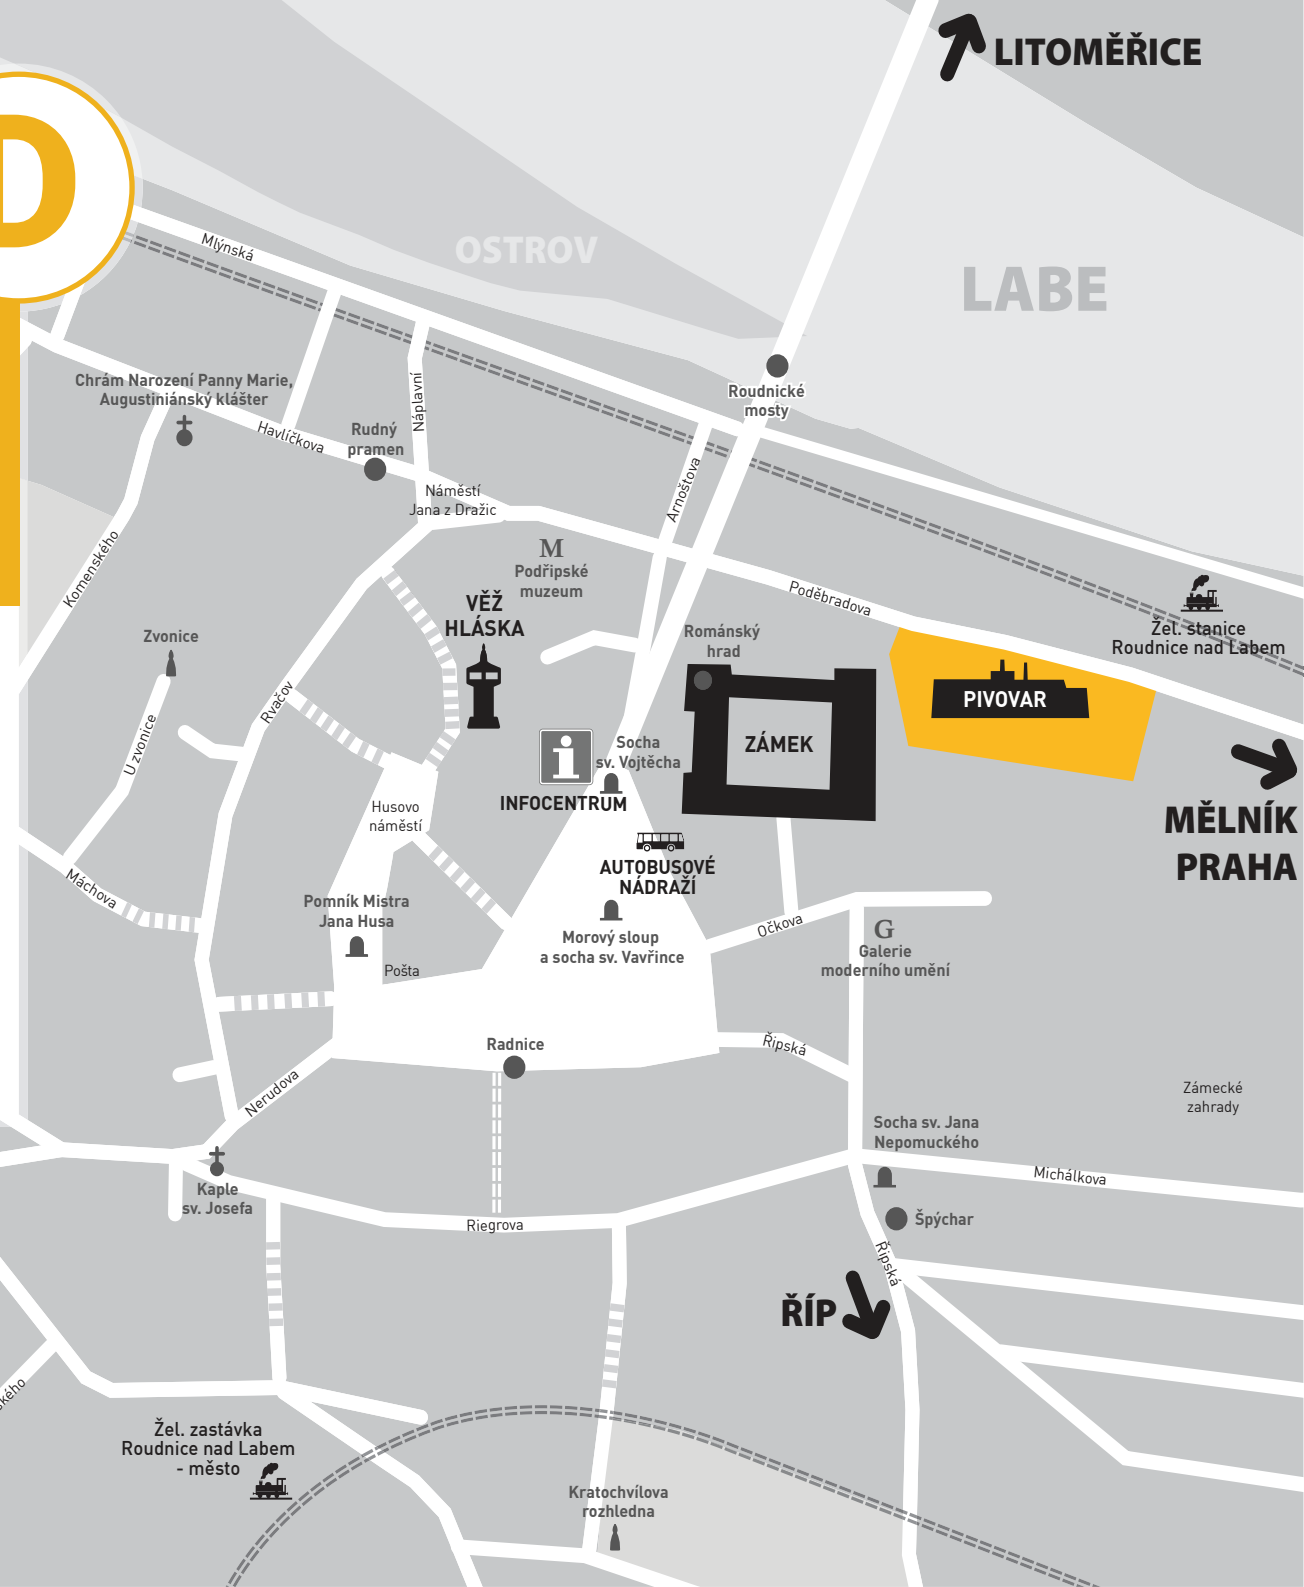 LITOMĚŘICE
D
Mlýnská
OSTROV
LABE
Chrám Narození Panny Marie,
Augustiniánský klášter
Náplavní
Roudnické
mosty
Havlíčkova
Rudný
pramen
Náměstí
Jana z Dražic
Arnoštova
Komenského
M
Podřipské
muzeum
Poděbradova
VĚŽ
HLÁSKA
Zvonice
Románský
hrad
Žel. stanice
Roudnice nad Labem
Rvačov
U zvonice
PIVOVAR
Socha
sv. Vojtěcha
ZÁMEK
INFOCENTRUM
Husovo
náměstí
MĚLNÍK
PRAHA
AUTOBUSOVÉ
NÁDRAŽÍ
Máchova
Pomník Mistra
Jana Husa
Očkova
Morový sloup
a socha sv. Vavřince
G
Galerie
moderního umění
Pošta
Radnice
Řipská
Nerudova
Zámecké
zahrady
Socha sv. Jana
Nepomuckého
Michálkova
Kaple
sv. Josefa
Riegrova
Špýchar
Řipská
ŘÍP
ského
Žel. zastávka
Roudnice nad Labem
- město
Kratochvílova
rozhledna